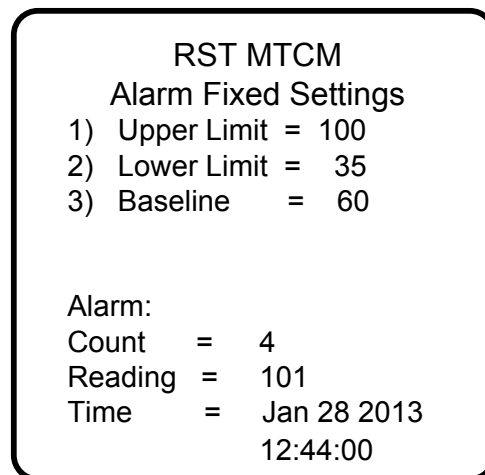 RST MTCM
Alarm Fixed Settings
1) Upper Limit = 100
2) Lower Limit = 35
3) Baseline = 60
Alarm:
Count = 4
Reading = 101
Time = Jan 28 2013
12:44:00